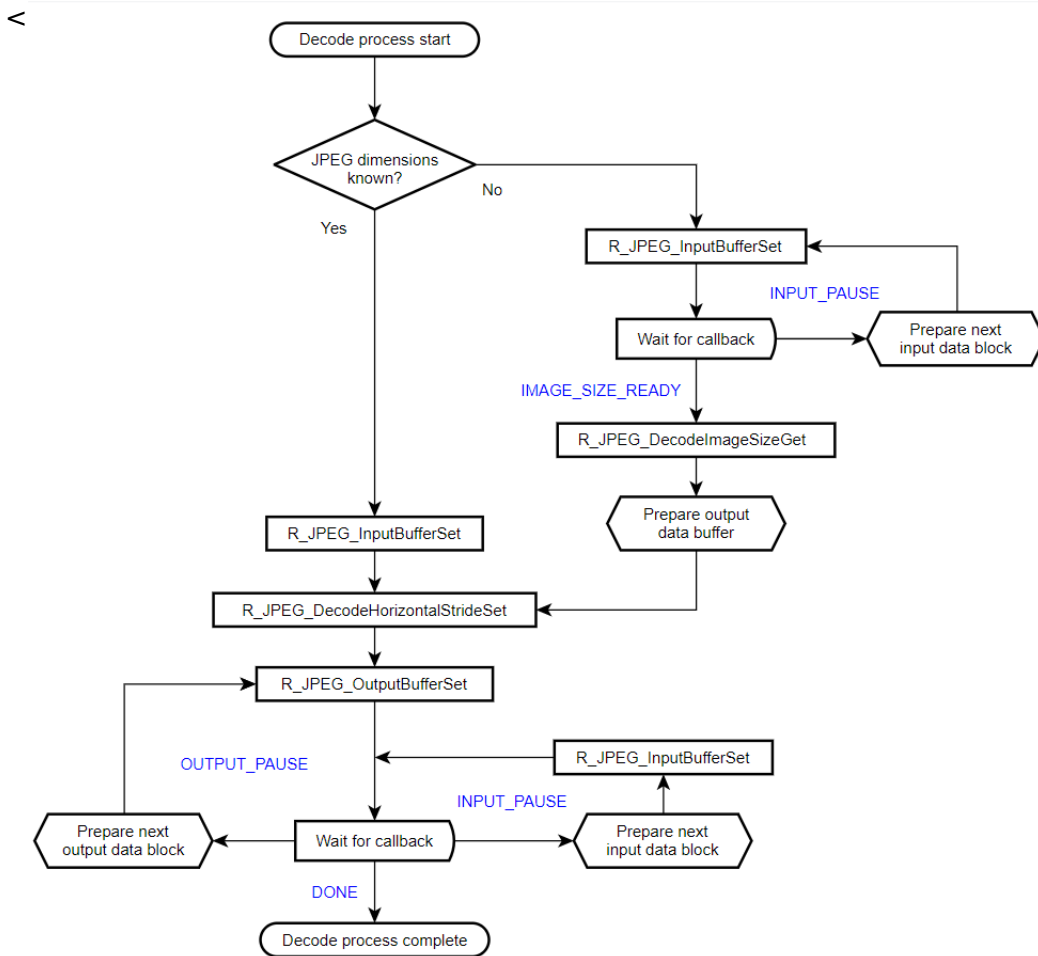 <
Decode process start
JPEG dimensions
known?
No
Yes
R_JPEG_InputBufferSet
INPUT_PAUSE
Wait for callback
Prepare next
input data block
IMAGE_SIZE_READY
R_JPEG_DecodeImageSizeGet
Prepare output
data buffer
R_JPEG_InputBufferSet
R_JPEG_DecodeHorizontalStrideSet
R_JPEG_OutputBufferSet
OUTPUT_PAUSE
R_JPEG_InputBufferSet
INPUT_PAUSE
Prepare next
output data block
Wait for callback
Prepare next
input data block
DONE
Decode process complete